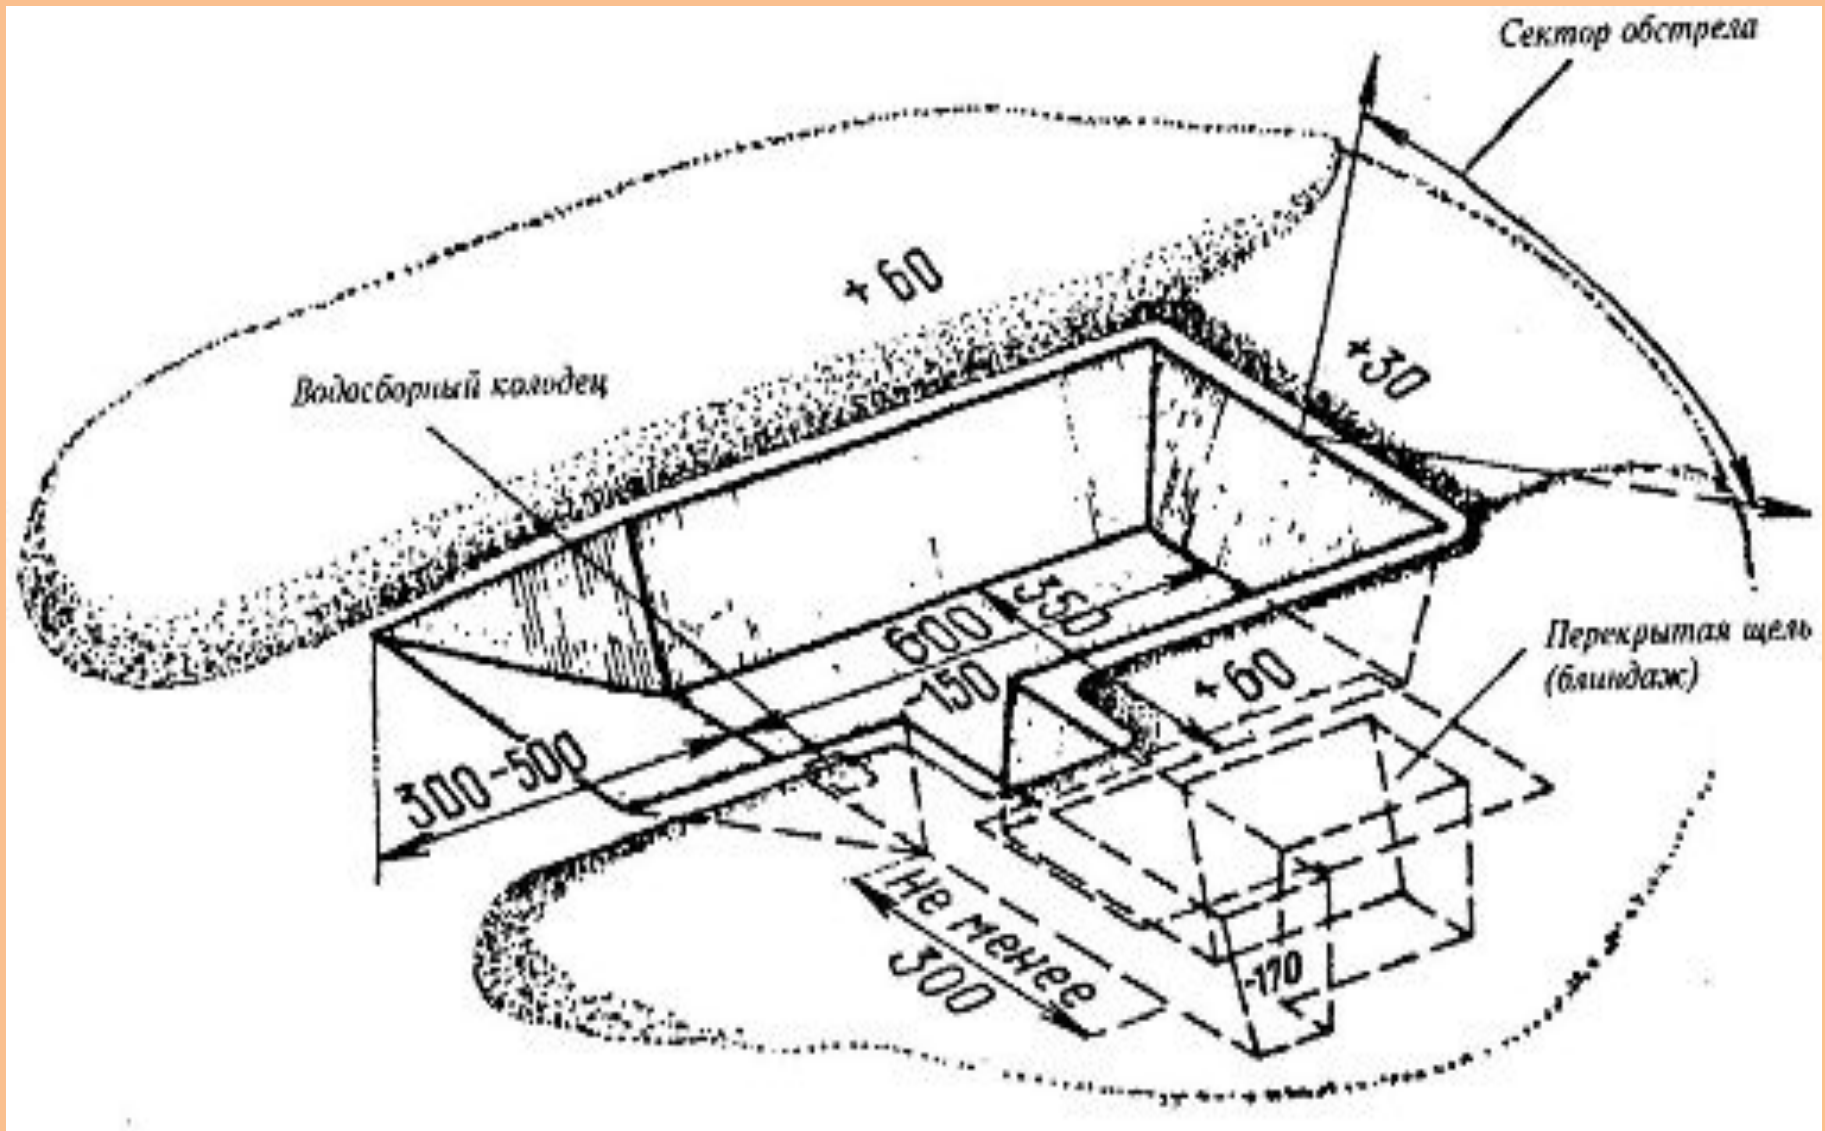 Сектор обстрела
+ 60
+30
Водосборный колодец
350
600
-150
+ 60
Перекрытая щель
(блиндаж)
300-500
Не менее
300
-170